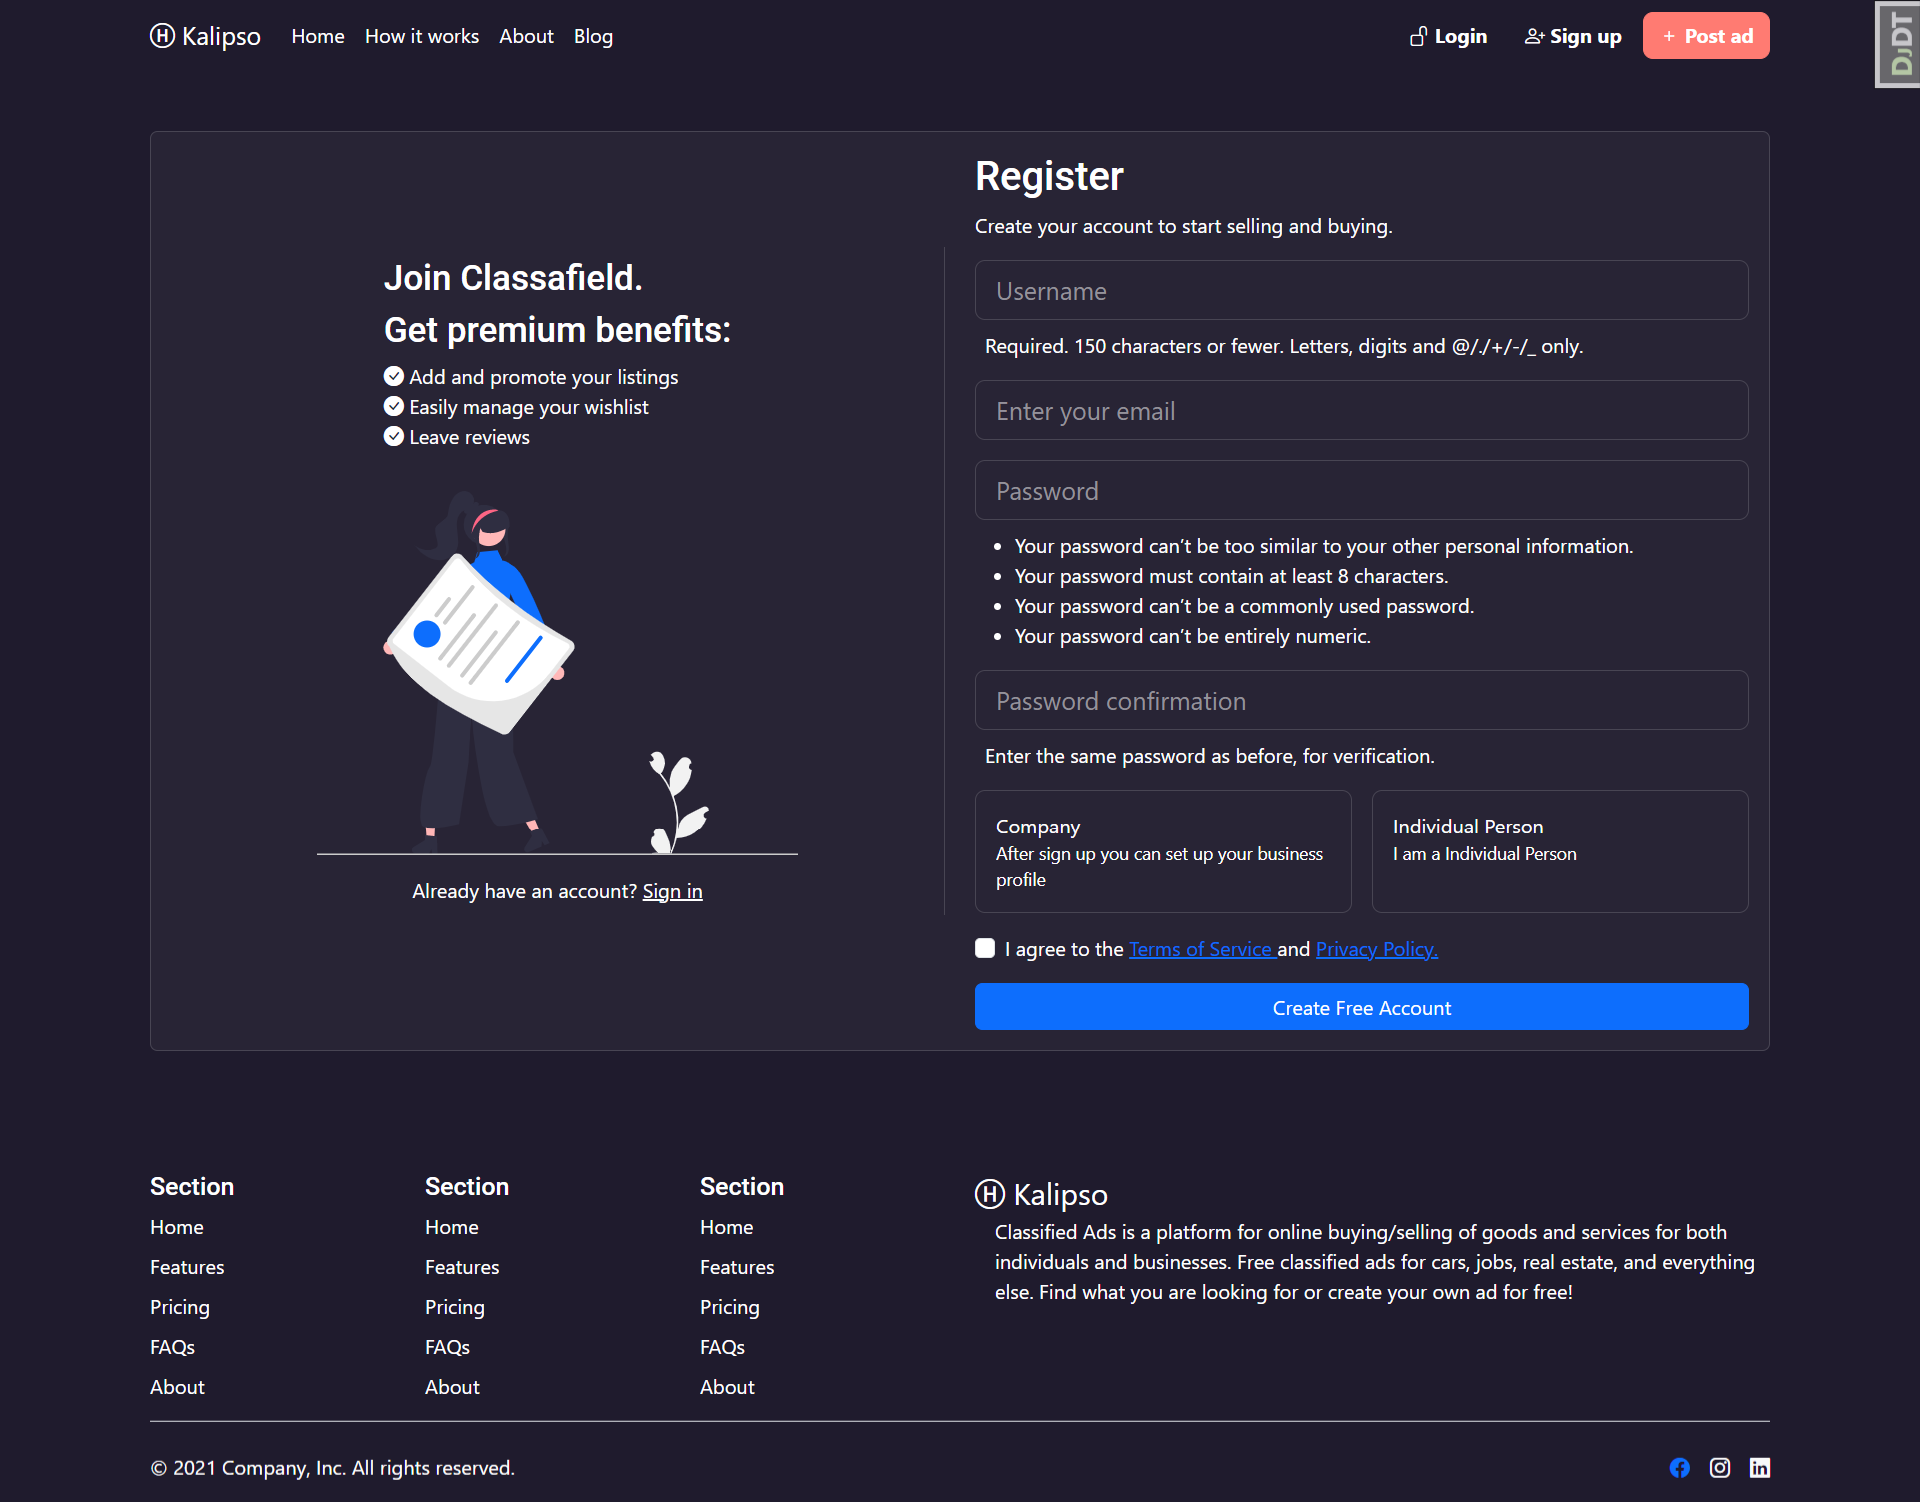 Kalipso Home How it works About Blog Login Sign up + Post ad
DJDT
Join Classafield.
Get premium benefits:
Add and promote your listings
Easily manage your wishlist
Leave reviews
Already have an account? Sign in
Register
Create your account to start selling and buying.
Username
Required. 150 characters or fewer. Letters, digits and @/./+/-/_ only.
Enter your email
Password
• Your password can’t be too similar to your other personal information.
• Your password must contain at least 8 characters.
• Your password can’t be a commonly used password.
• Your password can’t be entirely numeric.
Password confirmation
Enter the same password as before, for verification.
Company
After sign up you can set up your business
profile
Individual Person
I am a Individual Person
I agree to the Terms of Service and Privacy Policy.
Create Free Account
Section
Home
Features
Pricing
FAQs
About
Section
Home
Features
Pricing
FAQs
About
Section
Home
Features
Pricing
FAQs
About
Kalipso
Classified Ads is a platform for online buying/selling of goods and services for both
individuals and businesses. Free classified ads for cars, jobs, real estate, and everything
else. Find what you are looking for or create your own ad for free!
© 2021 Company, Inc. All rights reserved.